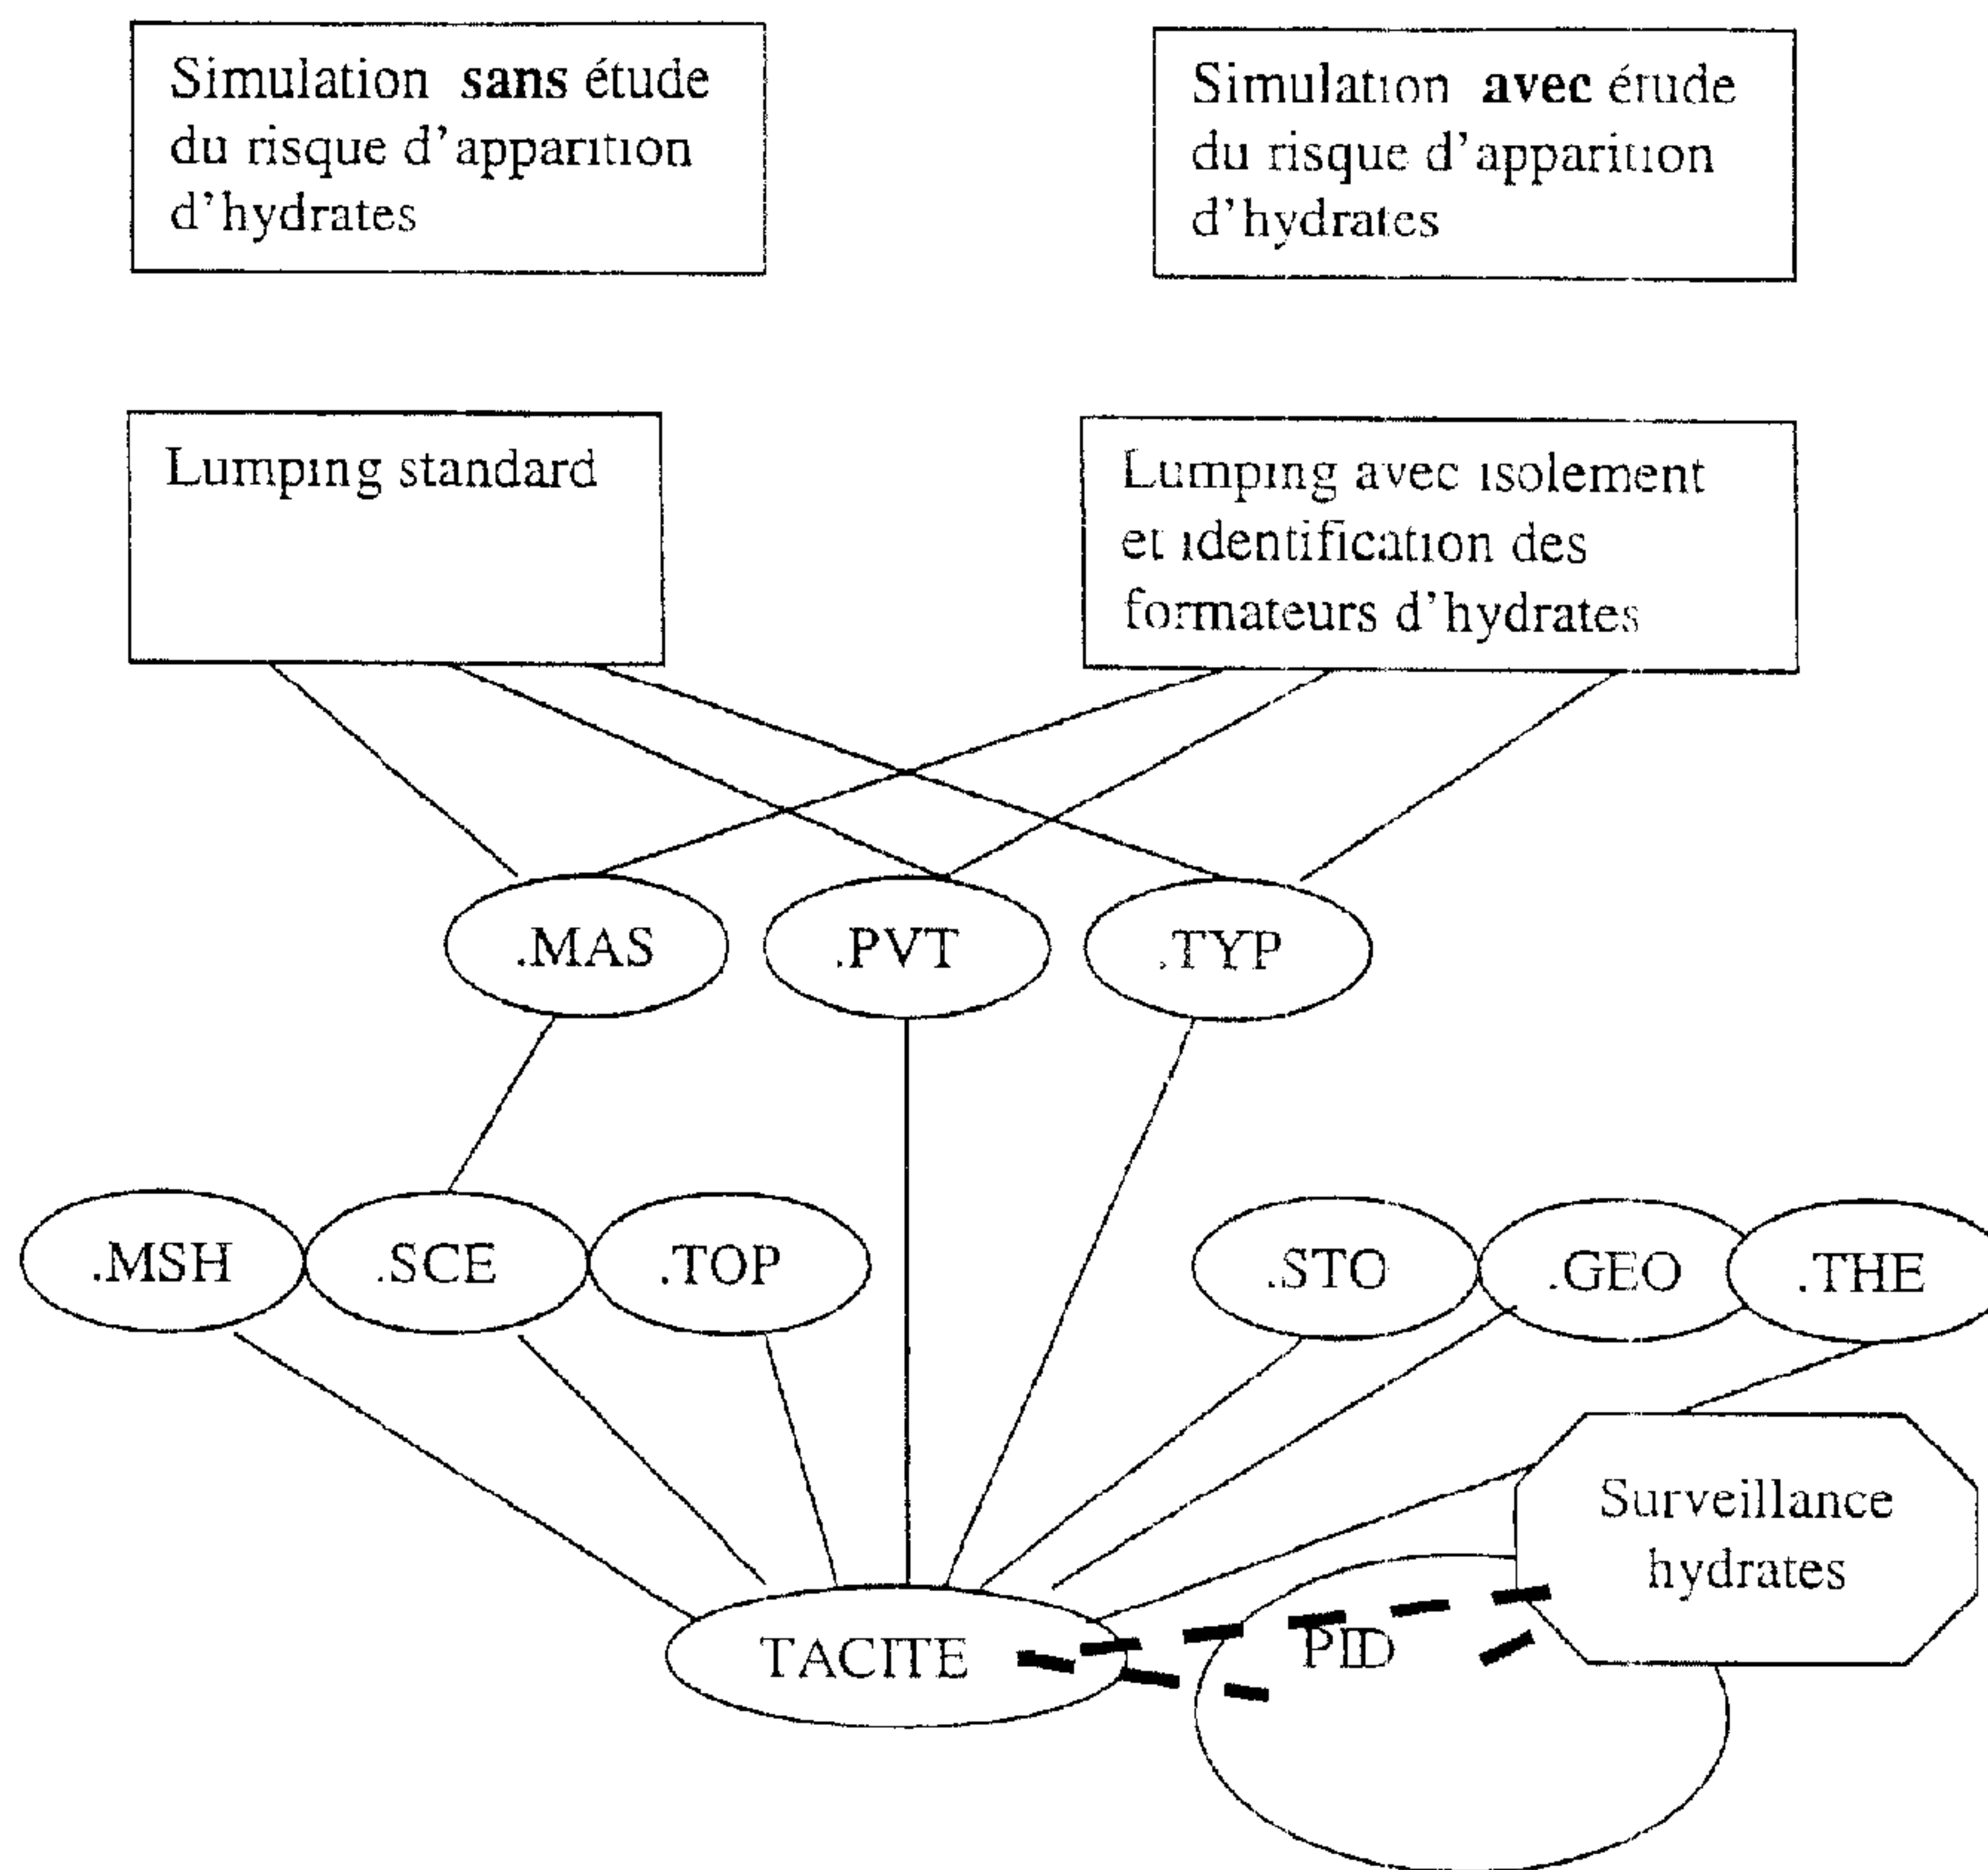 Simulation sans étude
du risque d'apparition
d'hydrates
Simulation avec étude
du risque d'apparition
d'hydrates
Lumping standard
Lumping avec isolement
et identification des
formateurs d'hydrates
.MAS
.PVT
.TYP
.MSH
.SCE
.TOP
.STO
.GEO
.THE
Surveillance
hydrates
TACITE
PID